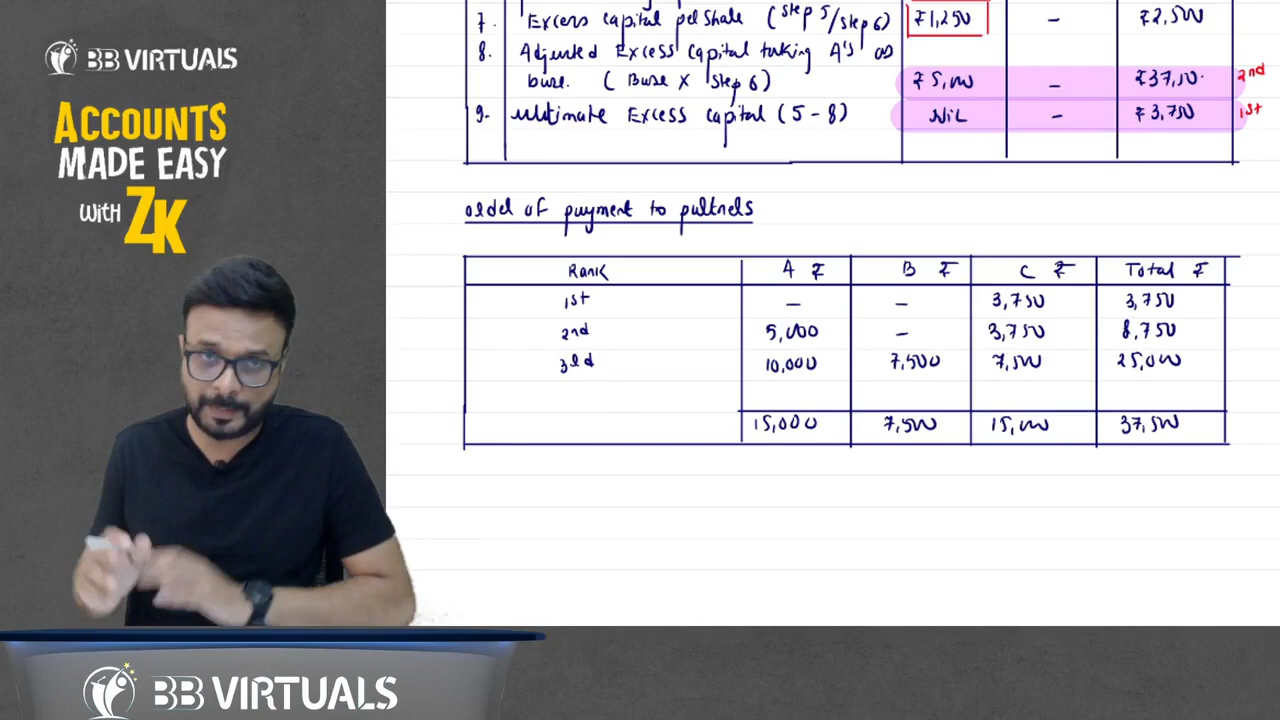 BB VIRTUALS
ACCOUNTS
MADE EASY
with ZK
7. Excess capital per share (step 5/step 6) ₹1,250 - ₹2,500
8. Adjusted Excess capital taking A's as
base. (Base x step 6) ₹5,000 - ₹37,50. 2nd
9. ultimate Excess capital (5-8) NIL - ₹3,750 1st
order of payment to partners
Rank A ₹ B ₹ C ₹ Total ₹
1st - - 3,750 3,750
2nd 5,000 - 3,750 8,750
3rd 10,000 7,500 7,500 25,000
15,000 7,500 15,000 37,500
BB VIRTUALS